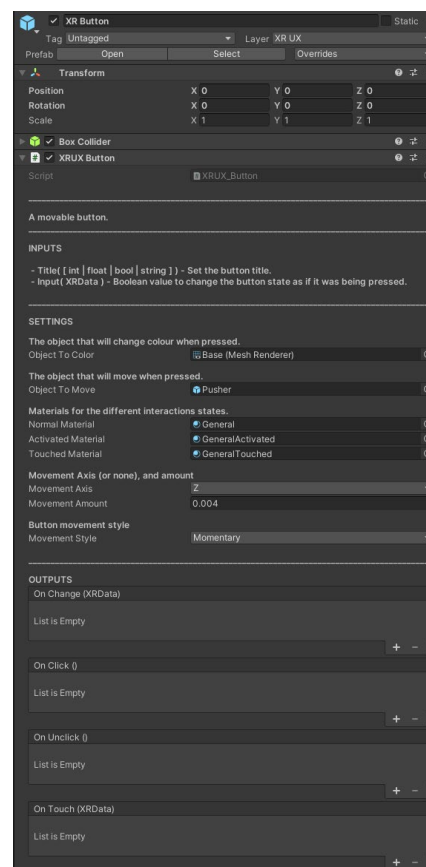 XR Button
Static
Tag Untagged Layer XR UX
Prefab Open Select Overrides
Transform
Position X 0 Y 0 Z 0
Rotation X 0 Y 0 Z 0
Scale X 1 Y 1 Z 1
Box Collider
XRUX Button
Script XRUX_Button
A movable button.
INPUTS
- Title( [ int | float | bool | string ] ) - Set the button title.
- Input( XRData ) - Boolean value to change the button state as if it was being pressed.
SETTINGS
The object that will change colour when pressed.
Object To Color Base (Mesh Renderer)
The object that will move when pressed.
Object To Move Pusher
Materials for the different interactions states.
Normal Material General
Activated Material GeneralActivated
Touched Material GeneralTouched
Movement Axis (or none), and amount
Movement Axis Z
Movement Amount 0.004
Button movement style
Movement Style Momentary
OUTPUTS
On Change (XRData)
List is Empty
+ -
On Click ()
List is Empty
+ -
On Unclick ()
List is Empty
+ -
On Touch (XRData)
List is Empty
+ -